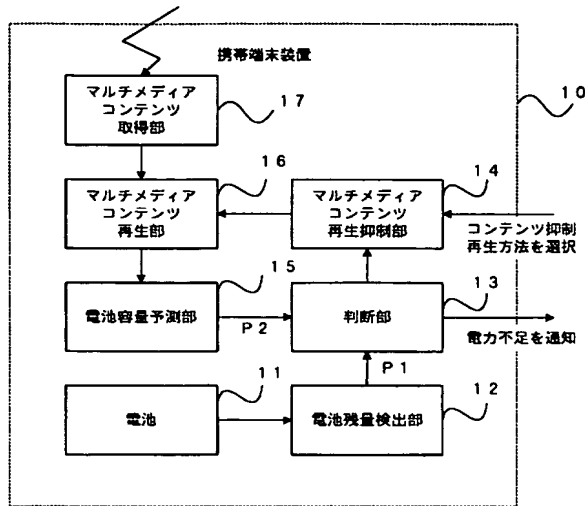 携帯端末装置
10
マルチメディア
コンテンツ
取得部
17
マルチメディア
コンテンツ
再生部
16
マルチメディア
コンテンツ
再生抑制部
14
コンテンツ抑制
再生方法を選択
電池容量予測部
15
P2
判断部
13
電力不足を通知
P1
電池
11
電池残量検出部
12